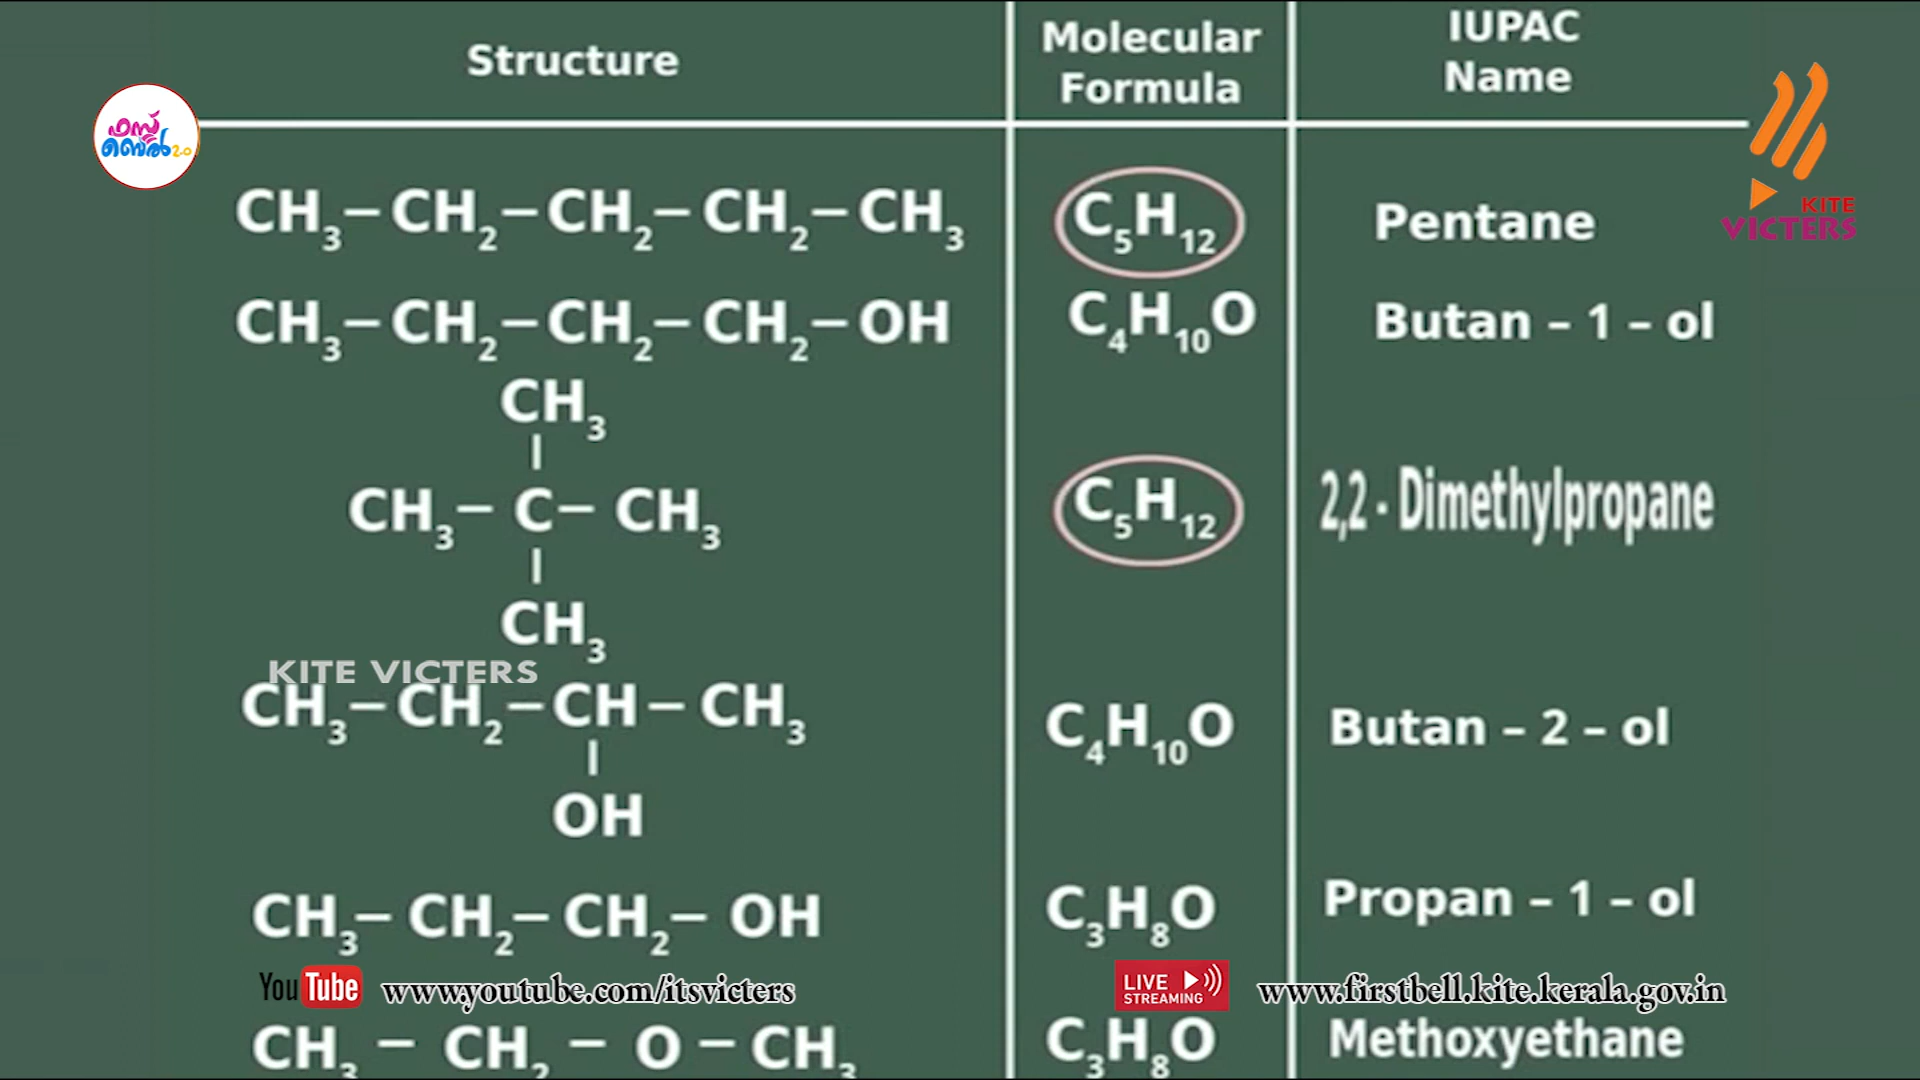 Structure
Molecular Formula
IUPAC Name
ഫസ്റ്റ്
ബെൽ 2.0
KITE
VICTERS
CH₃–CH₂–CH₂–CH₂–CH₃ C₅H₁₂ Pentane
CH₃–CH₂–CH₂–CH₂–OH C₄H₁₀O Butan – 1 – ol
CH₃
|
CH₃– C– CH₃ C₅H₁₂ 2,2 - Dimethylpropane
|
CH₃
KITE VICTERS
CH₃–CH₂–CH–CH₃ C₄H₁₀O Butan – 2 – ol
|
OH
CH₃–CH₂–CH₂– OH C₃H₈O Propan – 1 – ol
YouTube www.youtube.com/itsvicters LIVE STREAMING www.firstbell.kite.kerala.gov.in
CH₃ – CH₂ – O – CH₃ C₃H₈O Methoxyethane